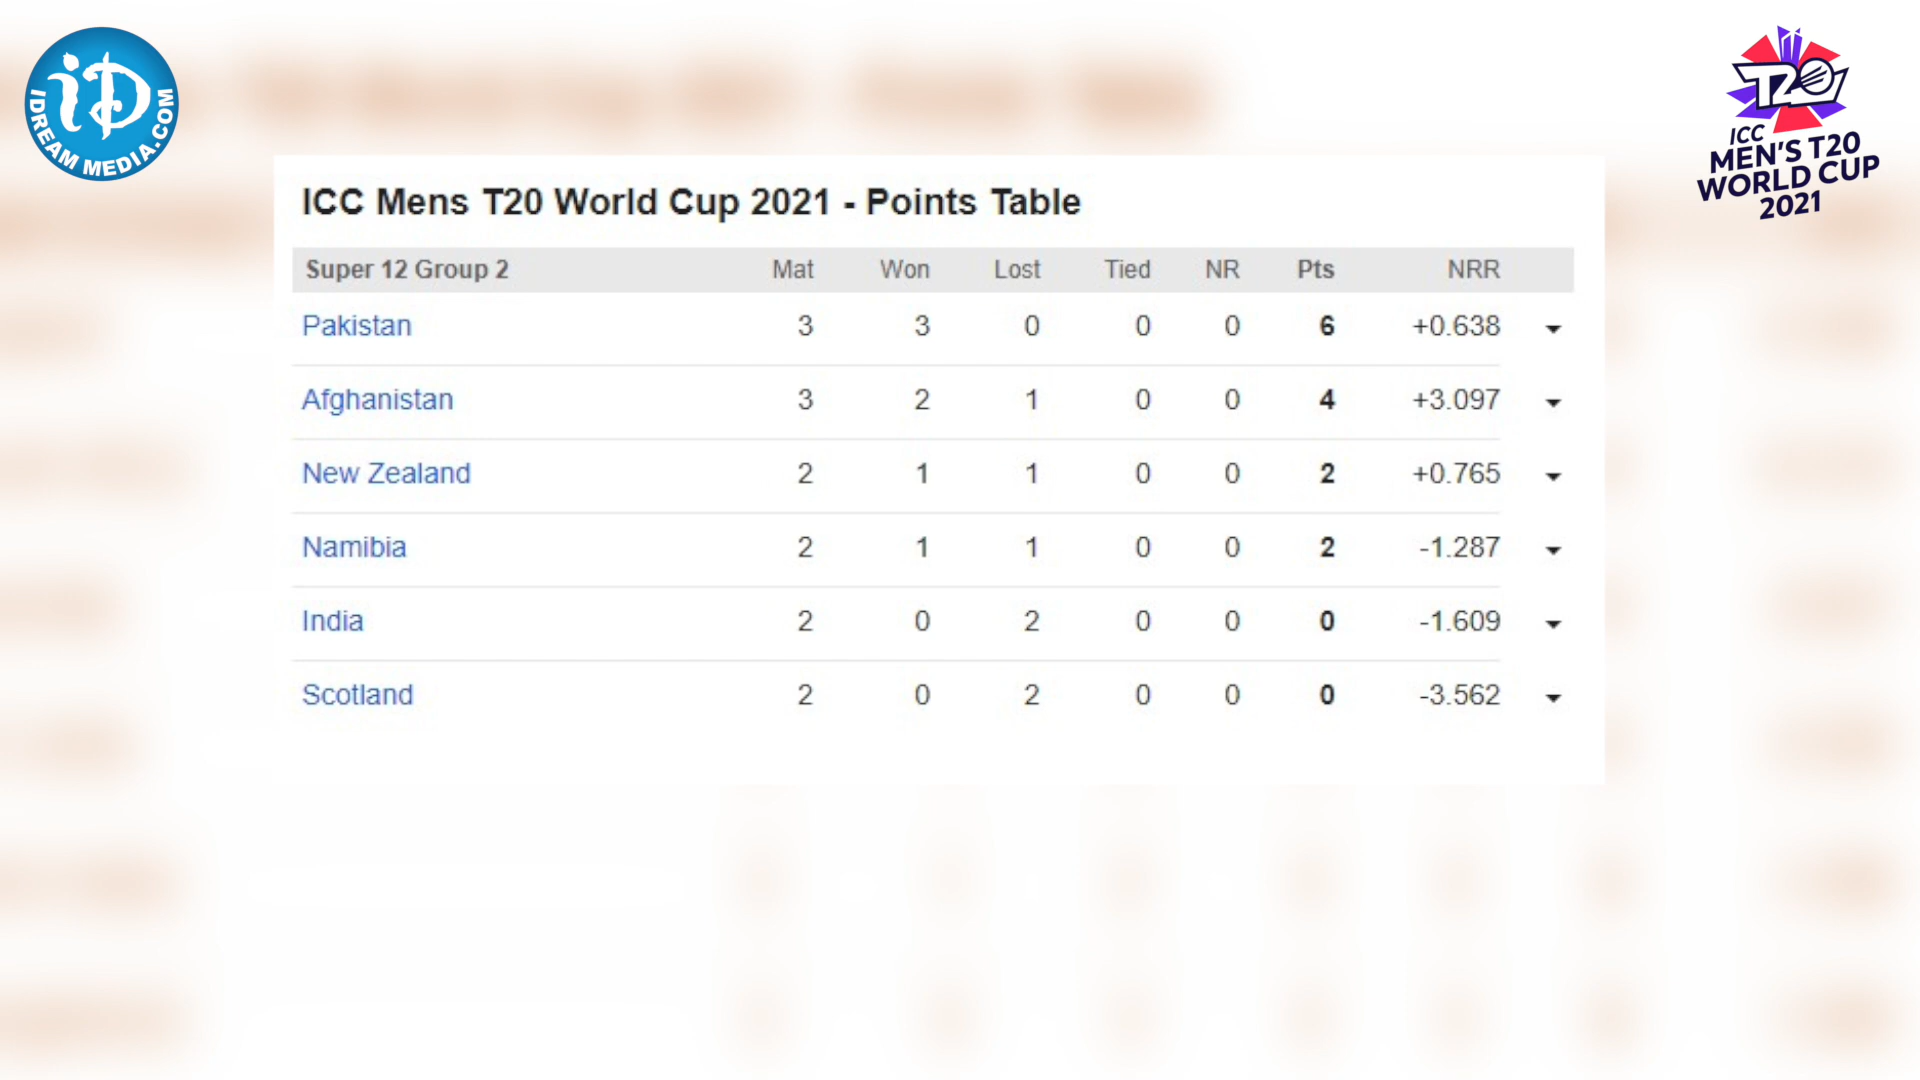 iD
IDREAM MEDIA.COM
T20
ICC
MEN'S T20
WORLD CUP
2021
ICC Mens T20 World Cup 2021 - Points Table
Super 12 Group 2 Mat Won Lost Tied NR Pts NRR
Pakistan 3 3 0 0 0 6 +0.638
Afghanistan 3 2 1 0 0 4 +3.097
New Zealand 2 1 1 0 0 2 +0.765
Namibia 2 1 1 0 0 2 -1.287
India 2 0 2 0 0 0 -1.609
Scotland 2 0 2 0 0 0 -3.562